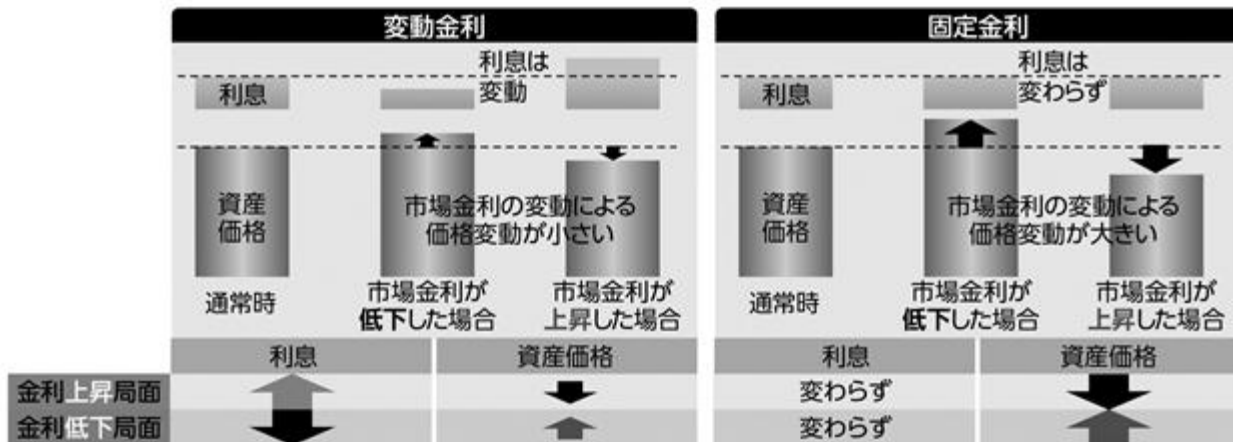 変動金利
利息は
変動
利息
資産
価格
市場金利の変動による
価格変動が小さい
通常時
市場金利が
低下した場合
市場金利が
上昇した場合
固定金利
利息は
変わらず
利息
資産
価格
市場金利の変動による
価格変動が大きい
通常時
市場金利が
低下した場合
市場金利が
上昇した場合
利息 資産価格 利息 資産価格
金利上昇局面 変わらず
金利低下局面 変わらず